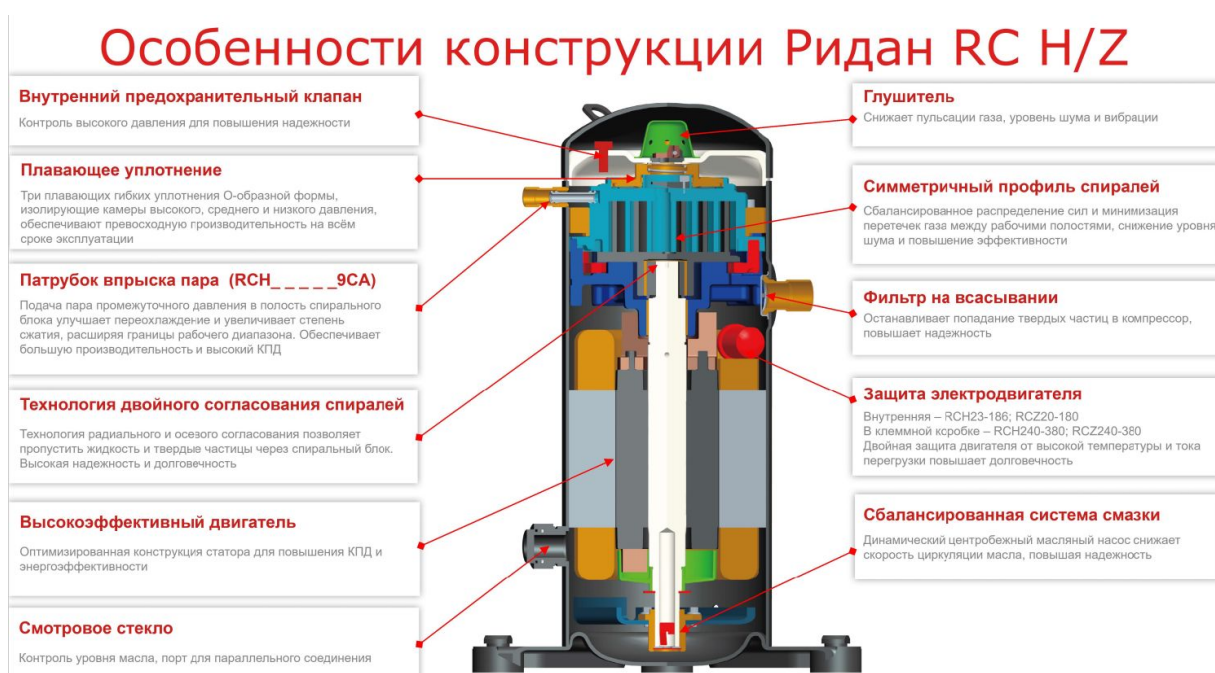 Особенности конструкции Ридан RC H/Z
Внутренний предохранительный клапан
Контроль высокого давления для повышения надежности
Плавающее уплотнение
Три плавающих гибких уплотнения О-образной формы,
изолирующие камеры высокого, среднего и низкого давления,
обеспечивают превосходную производительность на всём
сроке эксплуатации
Патрубок впрыска пара (RCH_ _ _ _ _9CA)
Подача пара промежуточного давления в полость спирального
блока улучшает переохлаждение и увеличивает степень
сжатия, расширяя границы рабочего диапазона. Обеспечивает
большую производительность и высокий КПД
Технология двойного согласования спиралей
Технология радиального и осезого согласования позволяет
пропустить жидкость и твердые частицы через спиральный блок.
Высокая надежность и долговечность
Высокоэффективный двигатель
Оптимизированная конструкция статора для повышения КПД и
энергоэффективности
Смотровое стекло
Контроль уровня масла, порт для параллельного соединения
Глушитель
Снижает пульсации газа, уровень шума и вибрации
Симметричный профиль спиралей
Сбалансированное распределение сил и минимизация
перетечек газа между рабочими полостями, снижение уровня
шума и повышение эффективности
Фильтр на всасывании
Останавливает попадание твердых частиц в компрессор,
повышает надежность
Защита электродвигателя
Внутренняя – RCH23-186; RCZ20-180
В клеммной коробке – RCH240-380; RCZ240-380
Двойная защита двигателя от высокой температуры и тока
перегрузки повышает долговечность
Сбалансированная система смазки
Динамический центробежный масляный насос снижает
скорость циркуляции масла, повышая надежность